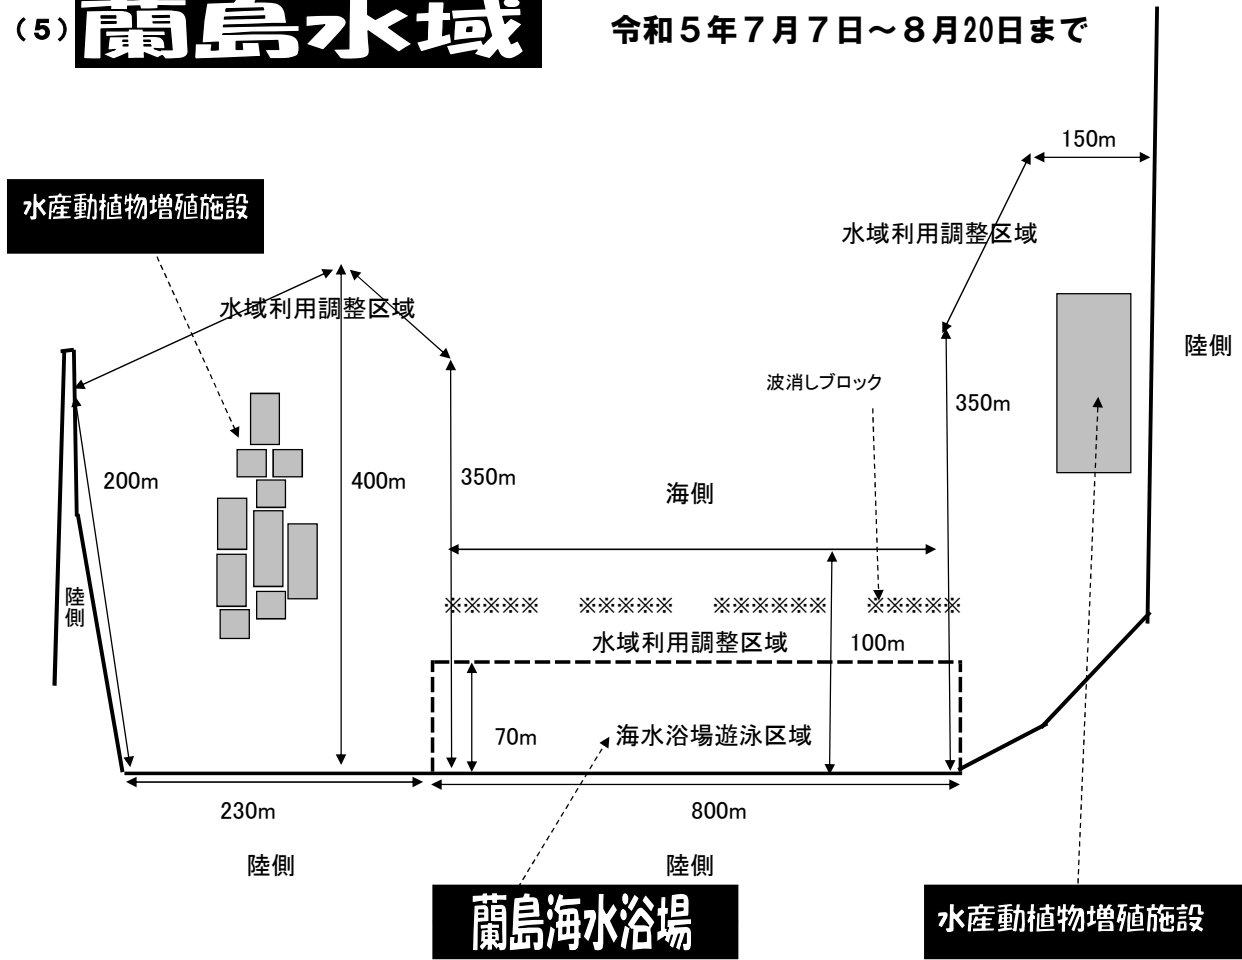 （5）蘭島水域　令和５年７月７日～８月20日まで
150m
水産動植物増殖施設
水域利用調整区域
水域利用調整区域
陸側
波消しブロック
350m
200m
400m
350m
海側
陸側
※※※※※　※※※※※　※※※※※※　※※※※※
水域利用調整区域
100m
70m
海水浴場遊泳区域
230m
800m
陸側
陸側
蘭島海水浴場
水産動植物増殖施設